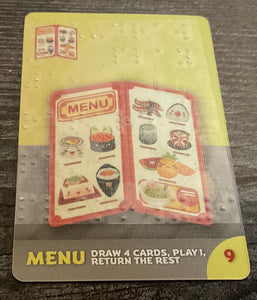 MENU
MENU
DRAW 4 CARDS, PLAY 1,
RETURN THE REST
9